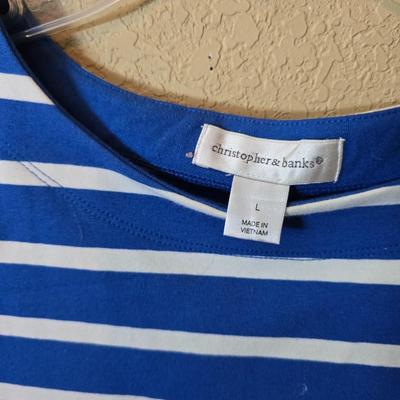 christopher & banks®
L
MADE IN
VIETNAM